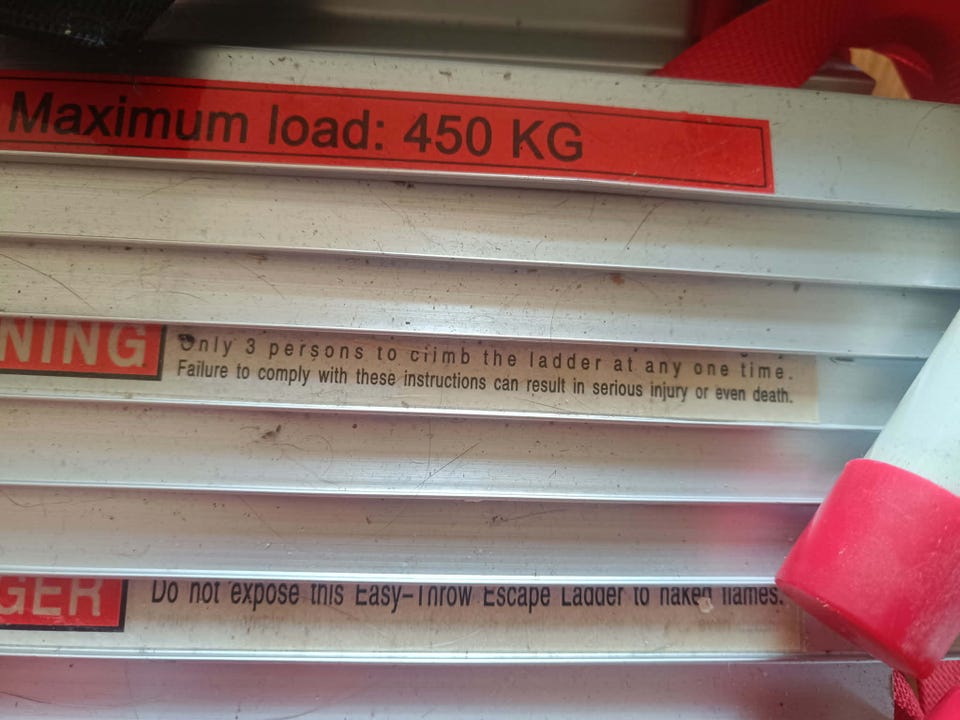 Maximum load: 450 KG
NING
Only 3 persons to climb the ladder at any one time.
Failure to comply with these instructions can result in serious injury or even death.
GER
Do not expose this Easy-Throw Escape Ladder to naked flames.